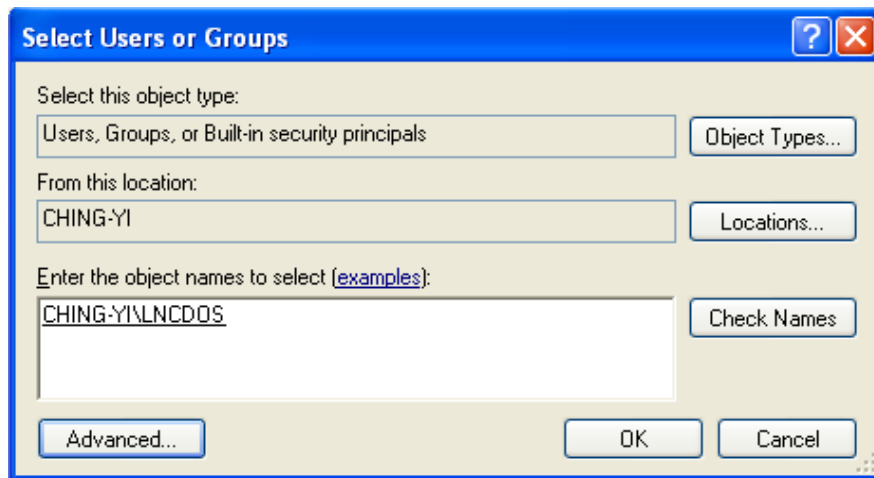 Select Users or Groups
Select this object type:
Users, Groups, or Built-in security principals
Object Types...
From this location:
CHING-YI
Locations...
Enter the object names to select (examples):
CHING-YI\LNCDOS
Check Names
Advanced...
OK
Cancel